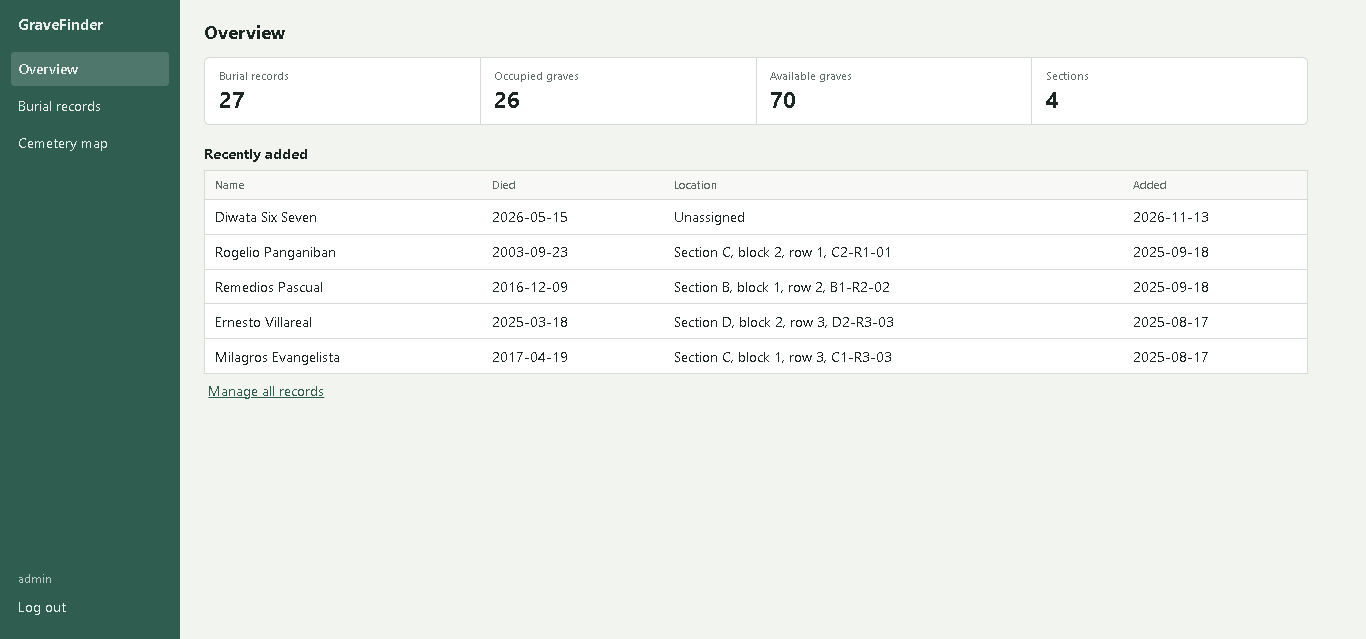 GraveFinder
Overview
Burial records
Cemetery map
admin
Log out
Overview
Burial records Occupied graves Available graves Sections
27 26 70 4
Recently added
Name Died Location Added
Diwata Six Seven 2026-05-15 Unassigned 2026-11-13
Rogelio Panganiban 2003-09-23 Section C, block 2, row 1, C2-R1-01 2025-09-18
Remedios Pascual 2016-12-09 Section B, block 1, row 2, B1-R2-02 2025-09-18
Ernesto Villareal 2025-03-18 Section D, block 2, row 3, D2-R3-03 2025-08-17
Milagros Evangelista 2017-04-19 Section C, block 1, row 3, C1-R3-03 2025-08-17
Manage all records